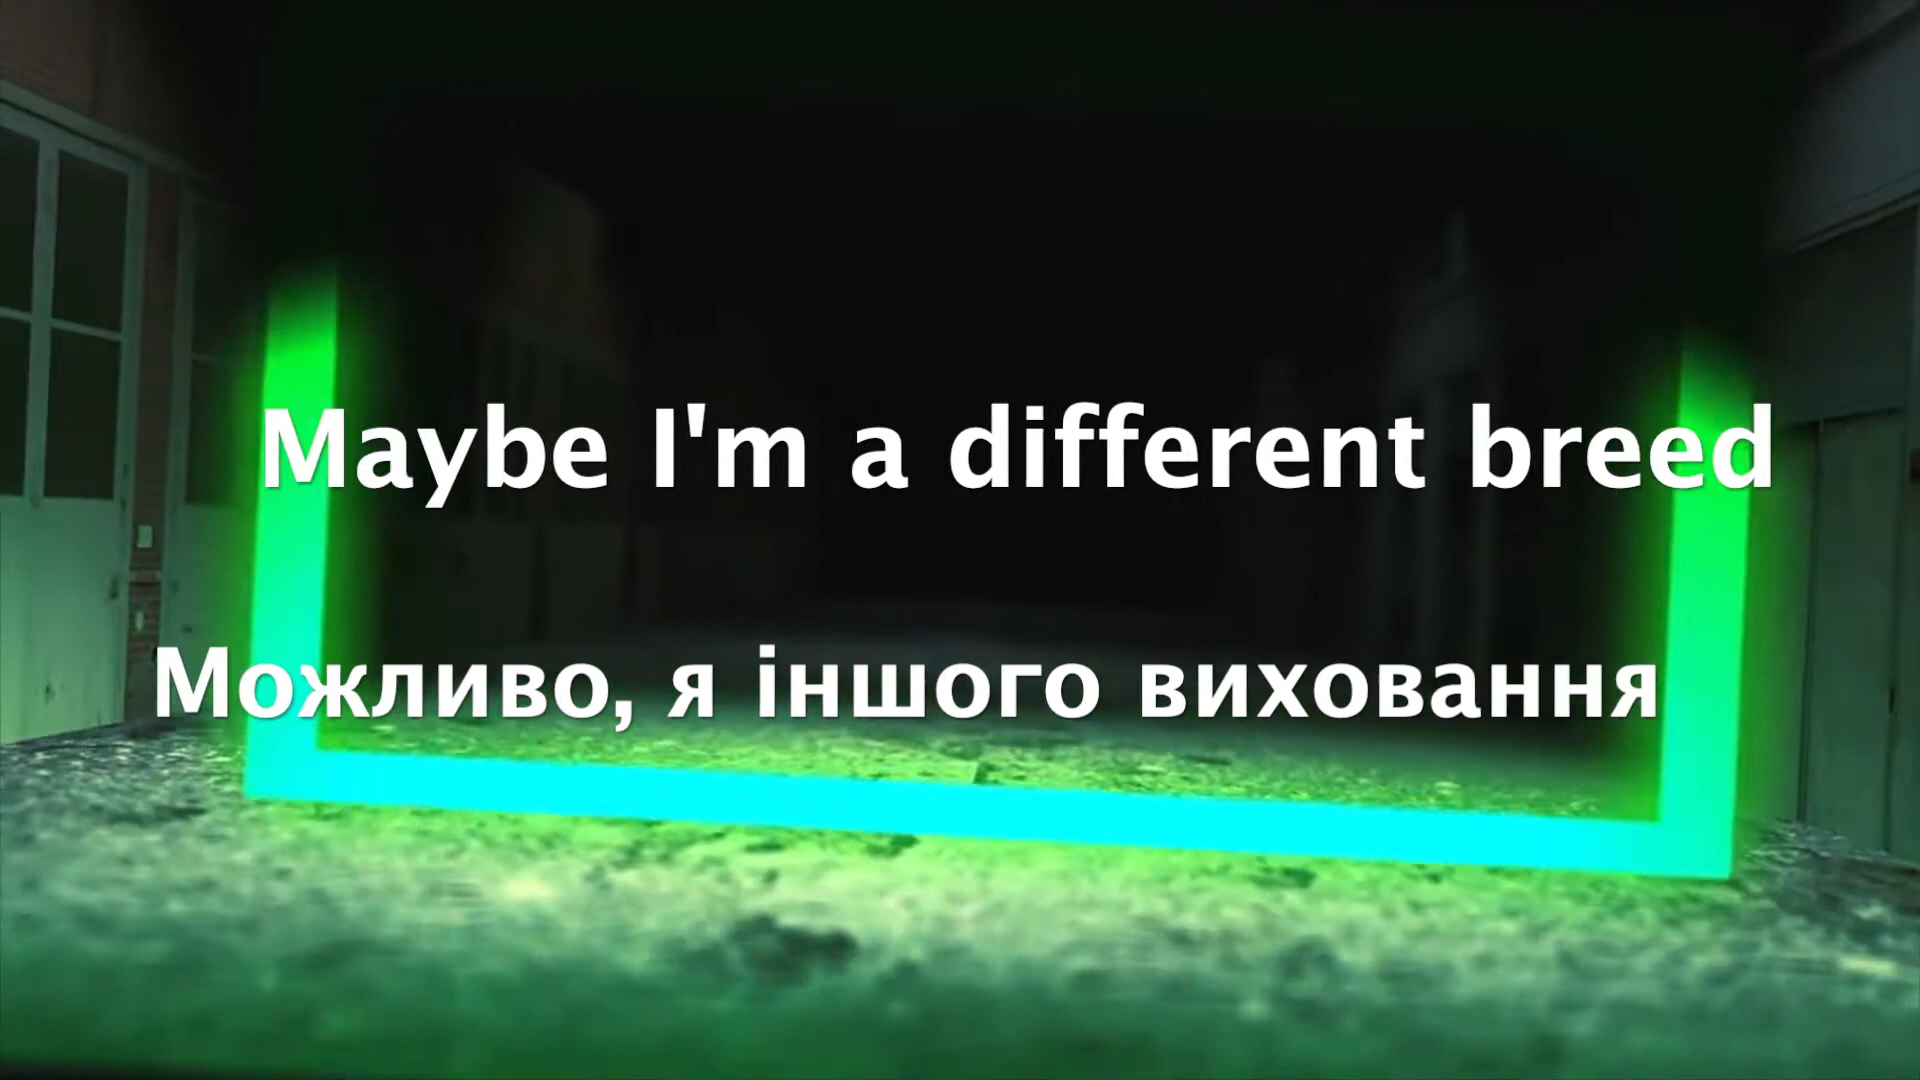 Maybe I'm a different breed
Можливо, я іншого виховання